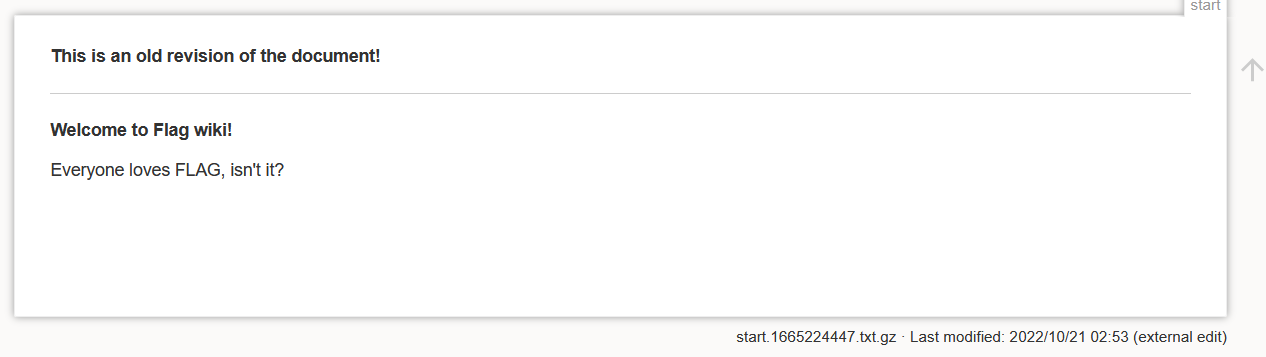 start
This is an old revision of the document!
Welcome to Flag wiki!
Everyone loves FLAG, isn't it?
start.1665224447.txt.gz · Last modified: 2022/10/21 02:53 (external edit)